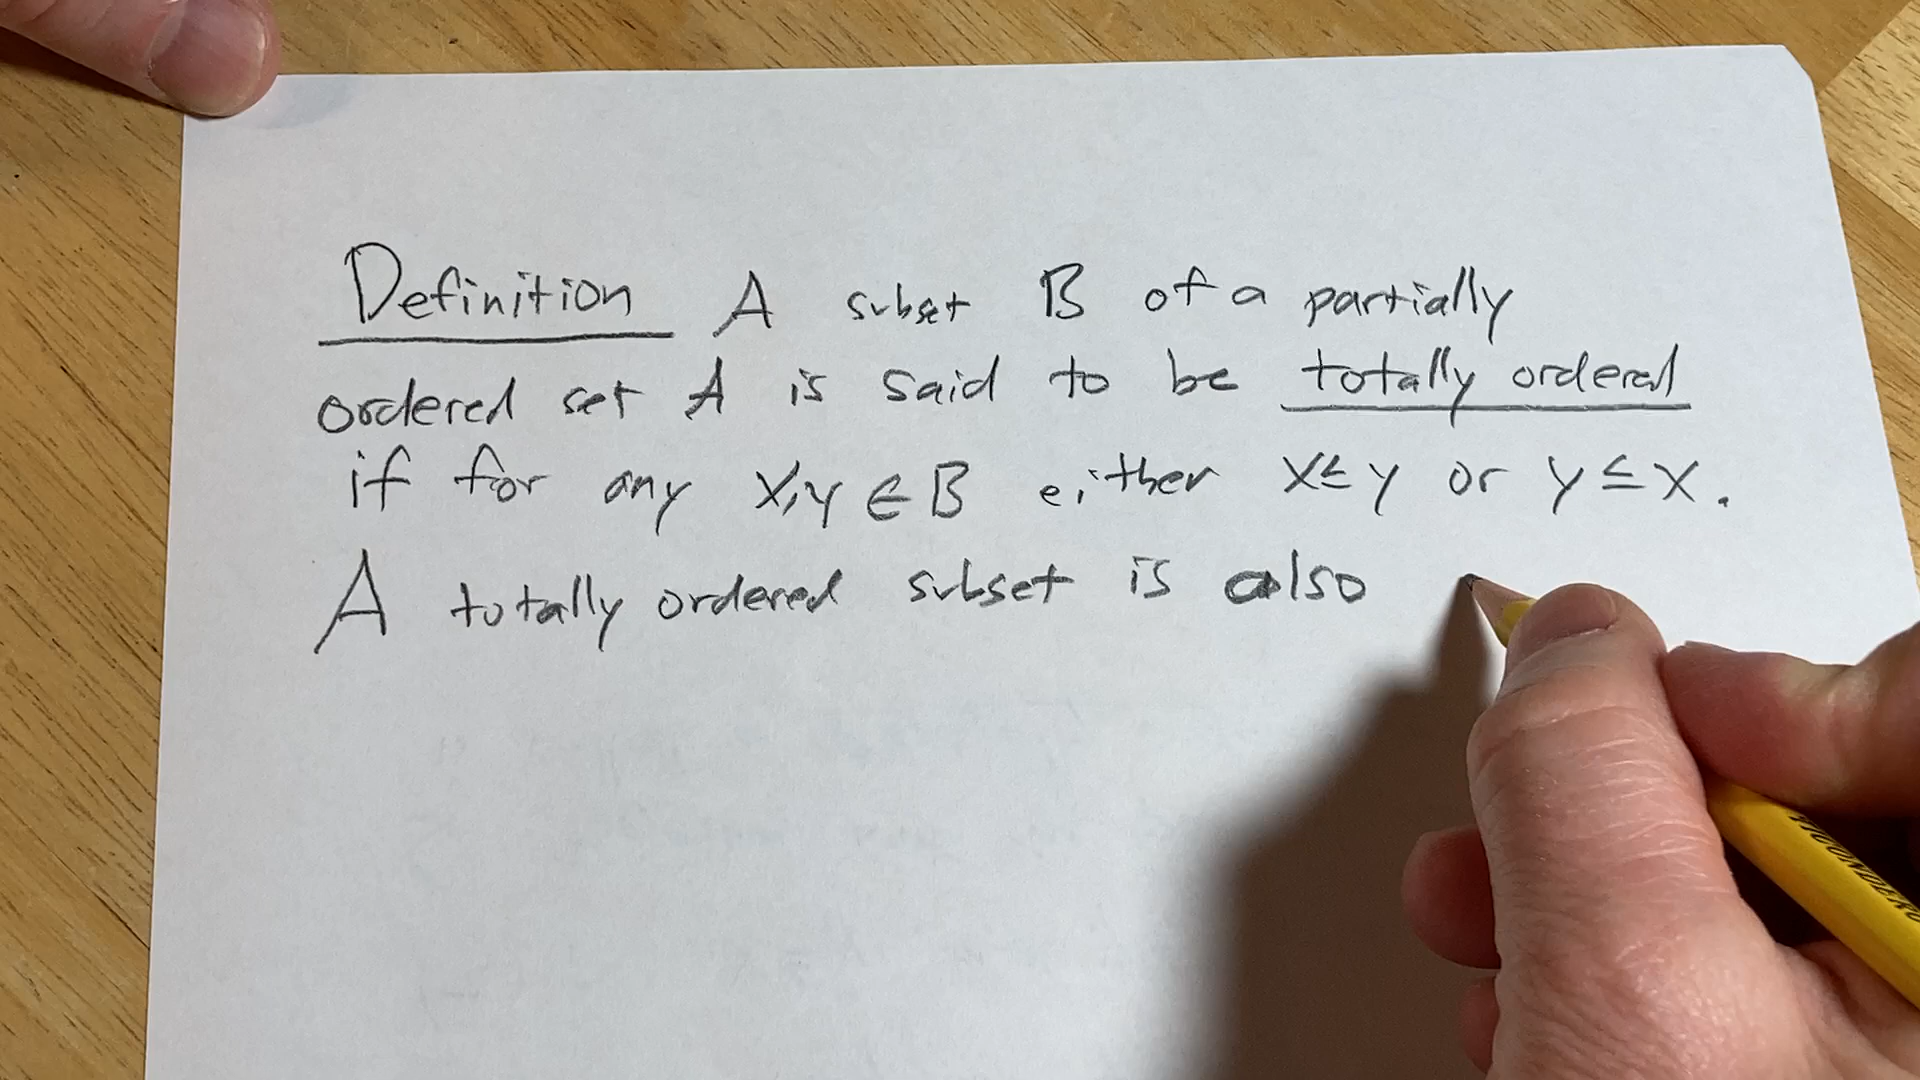 Definition A subset B of a partially
ordered set A is said to be totally ordered
if for any x,y ∈ B either x ≤ y or y ≤ x.
A totally ordered subset is also
TICONDERO